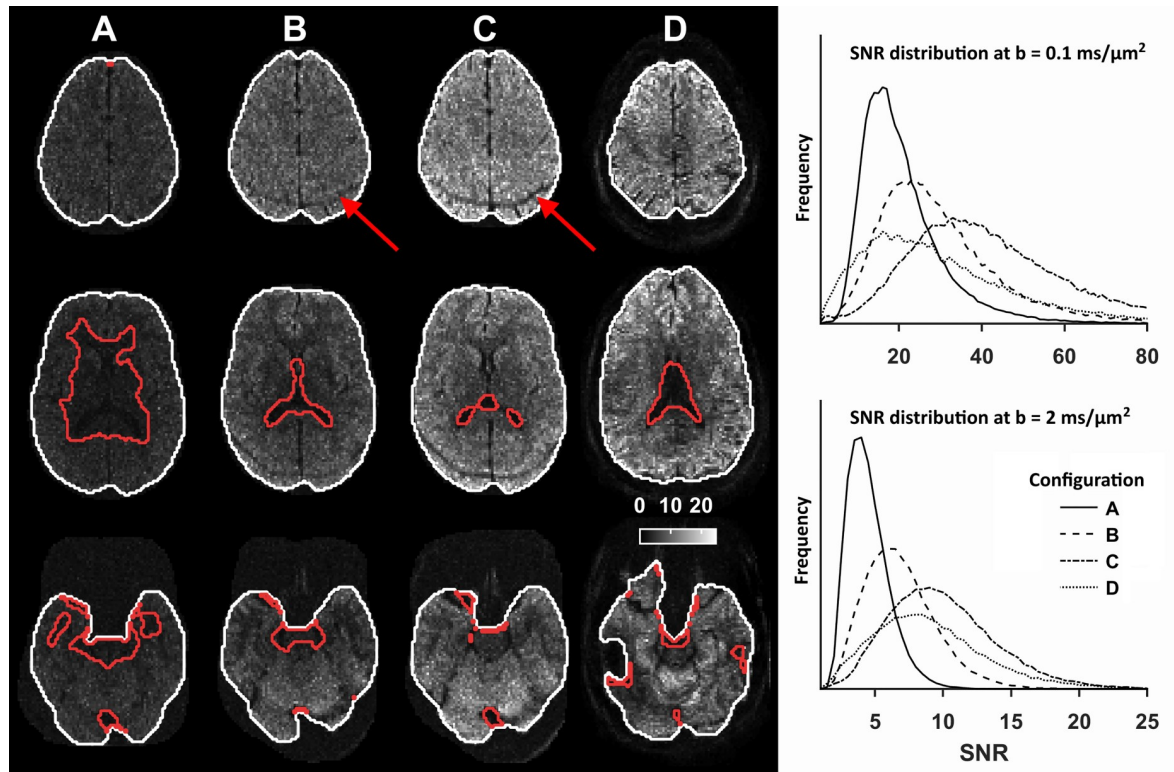 A B C D
0 10 20
SNR distribution at b = 0.1 ms/μm²
Frequency
20 40 60 80
SNR distribution at b = 2 ms/μm²
Frequency
Configuration
A
B
C
D
5 10 15 20 25
SNR